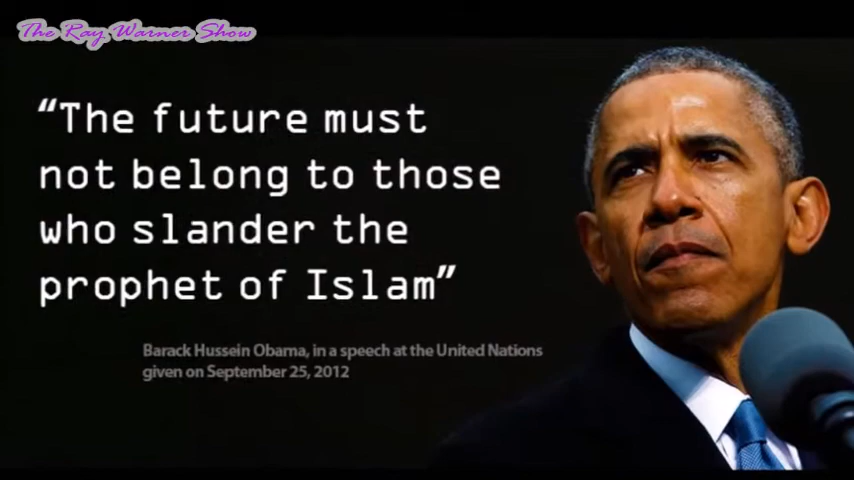 The Ray Warner Show
“The future must
not belong to those
who slander the
prophet of Islam”
Barack Hussein Obama, in a speech at the United Nations
given on September 25, 2012